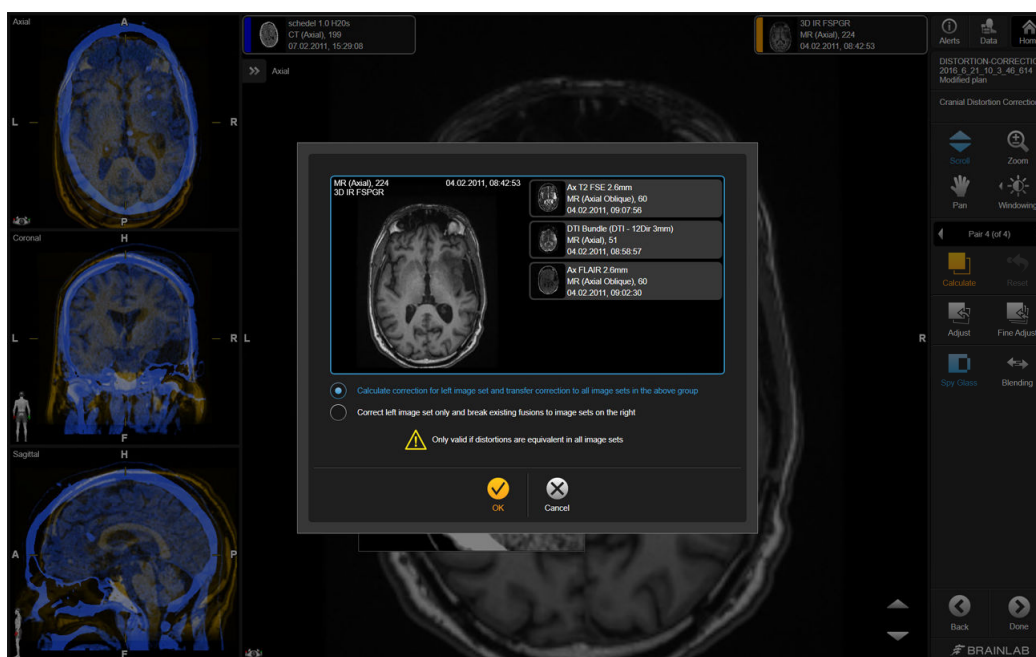 Axial
A
L
R
P
Coronal
H
L
R
F
Sagittal
H
A
P
F
schedel 1.0 H20s
CT (Axial), 199
07.02.2011, 15:29:08
3D IR FSPGR
MR (Axial), 224
04.02.2011, 08:42:53
Axial
L
R
MR (Axial), 224
04.02.2011, 08:42:53
3D IR FSPGR
Ax T2 FSE 2.6mm
MR (Axial Oblique), 60
04.02.2011, 09:07:56
DTI Bundle (DTI - 12Dir 3mm)
MR (Axial), 51
04.02.2011, 08:58:57
Ax FLAIR 2.6mm
MR (Axial Oblique), 60
04.02.2011, 09:02:30
Calculate correction for left image set and transfer correction to all image sets in the above group
Correct left image set only and break existing fusions to image sets on the right
Only valid if distortions are equivalent in all image sets
OK
Cancel
Alerts
Data
Hom
DISTORTION-CORRECTIO
2016_6_21_10_3_46_614
Modified plan
Cranial Distortion Correction
Scroll
Zoom
Pan
Windowing
Pair 4 (of 4)
Calculate
Reset
Adjust
Fine Adjust
Spy Glass
Blending
Back
Done
BRAINLAB